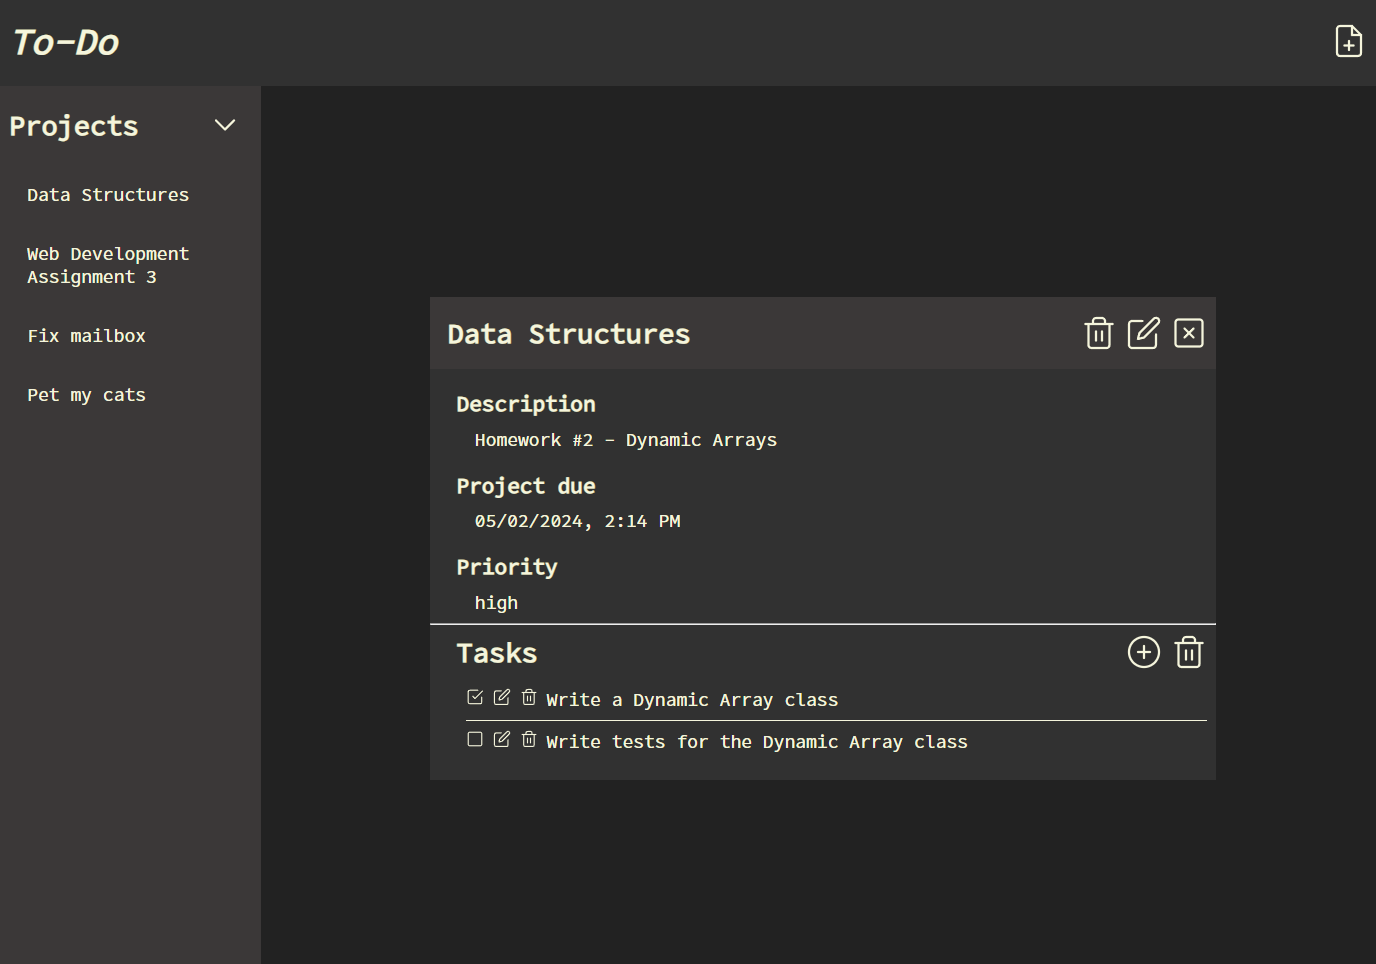 To-Do
Projects
Data Structures
Web Development
Assignment 3
Fix mailbox
Pet my cats
Data Structures
Description
Homework #2 - Dynamic Arrays
Project due
05/02/2024, 2:14 PM
Priority
high
Tasks
Write a Dynamic Array class
Write tests for the Dynamic Array class